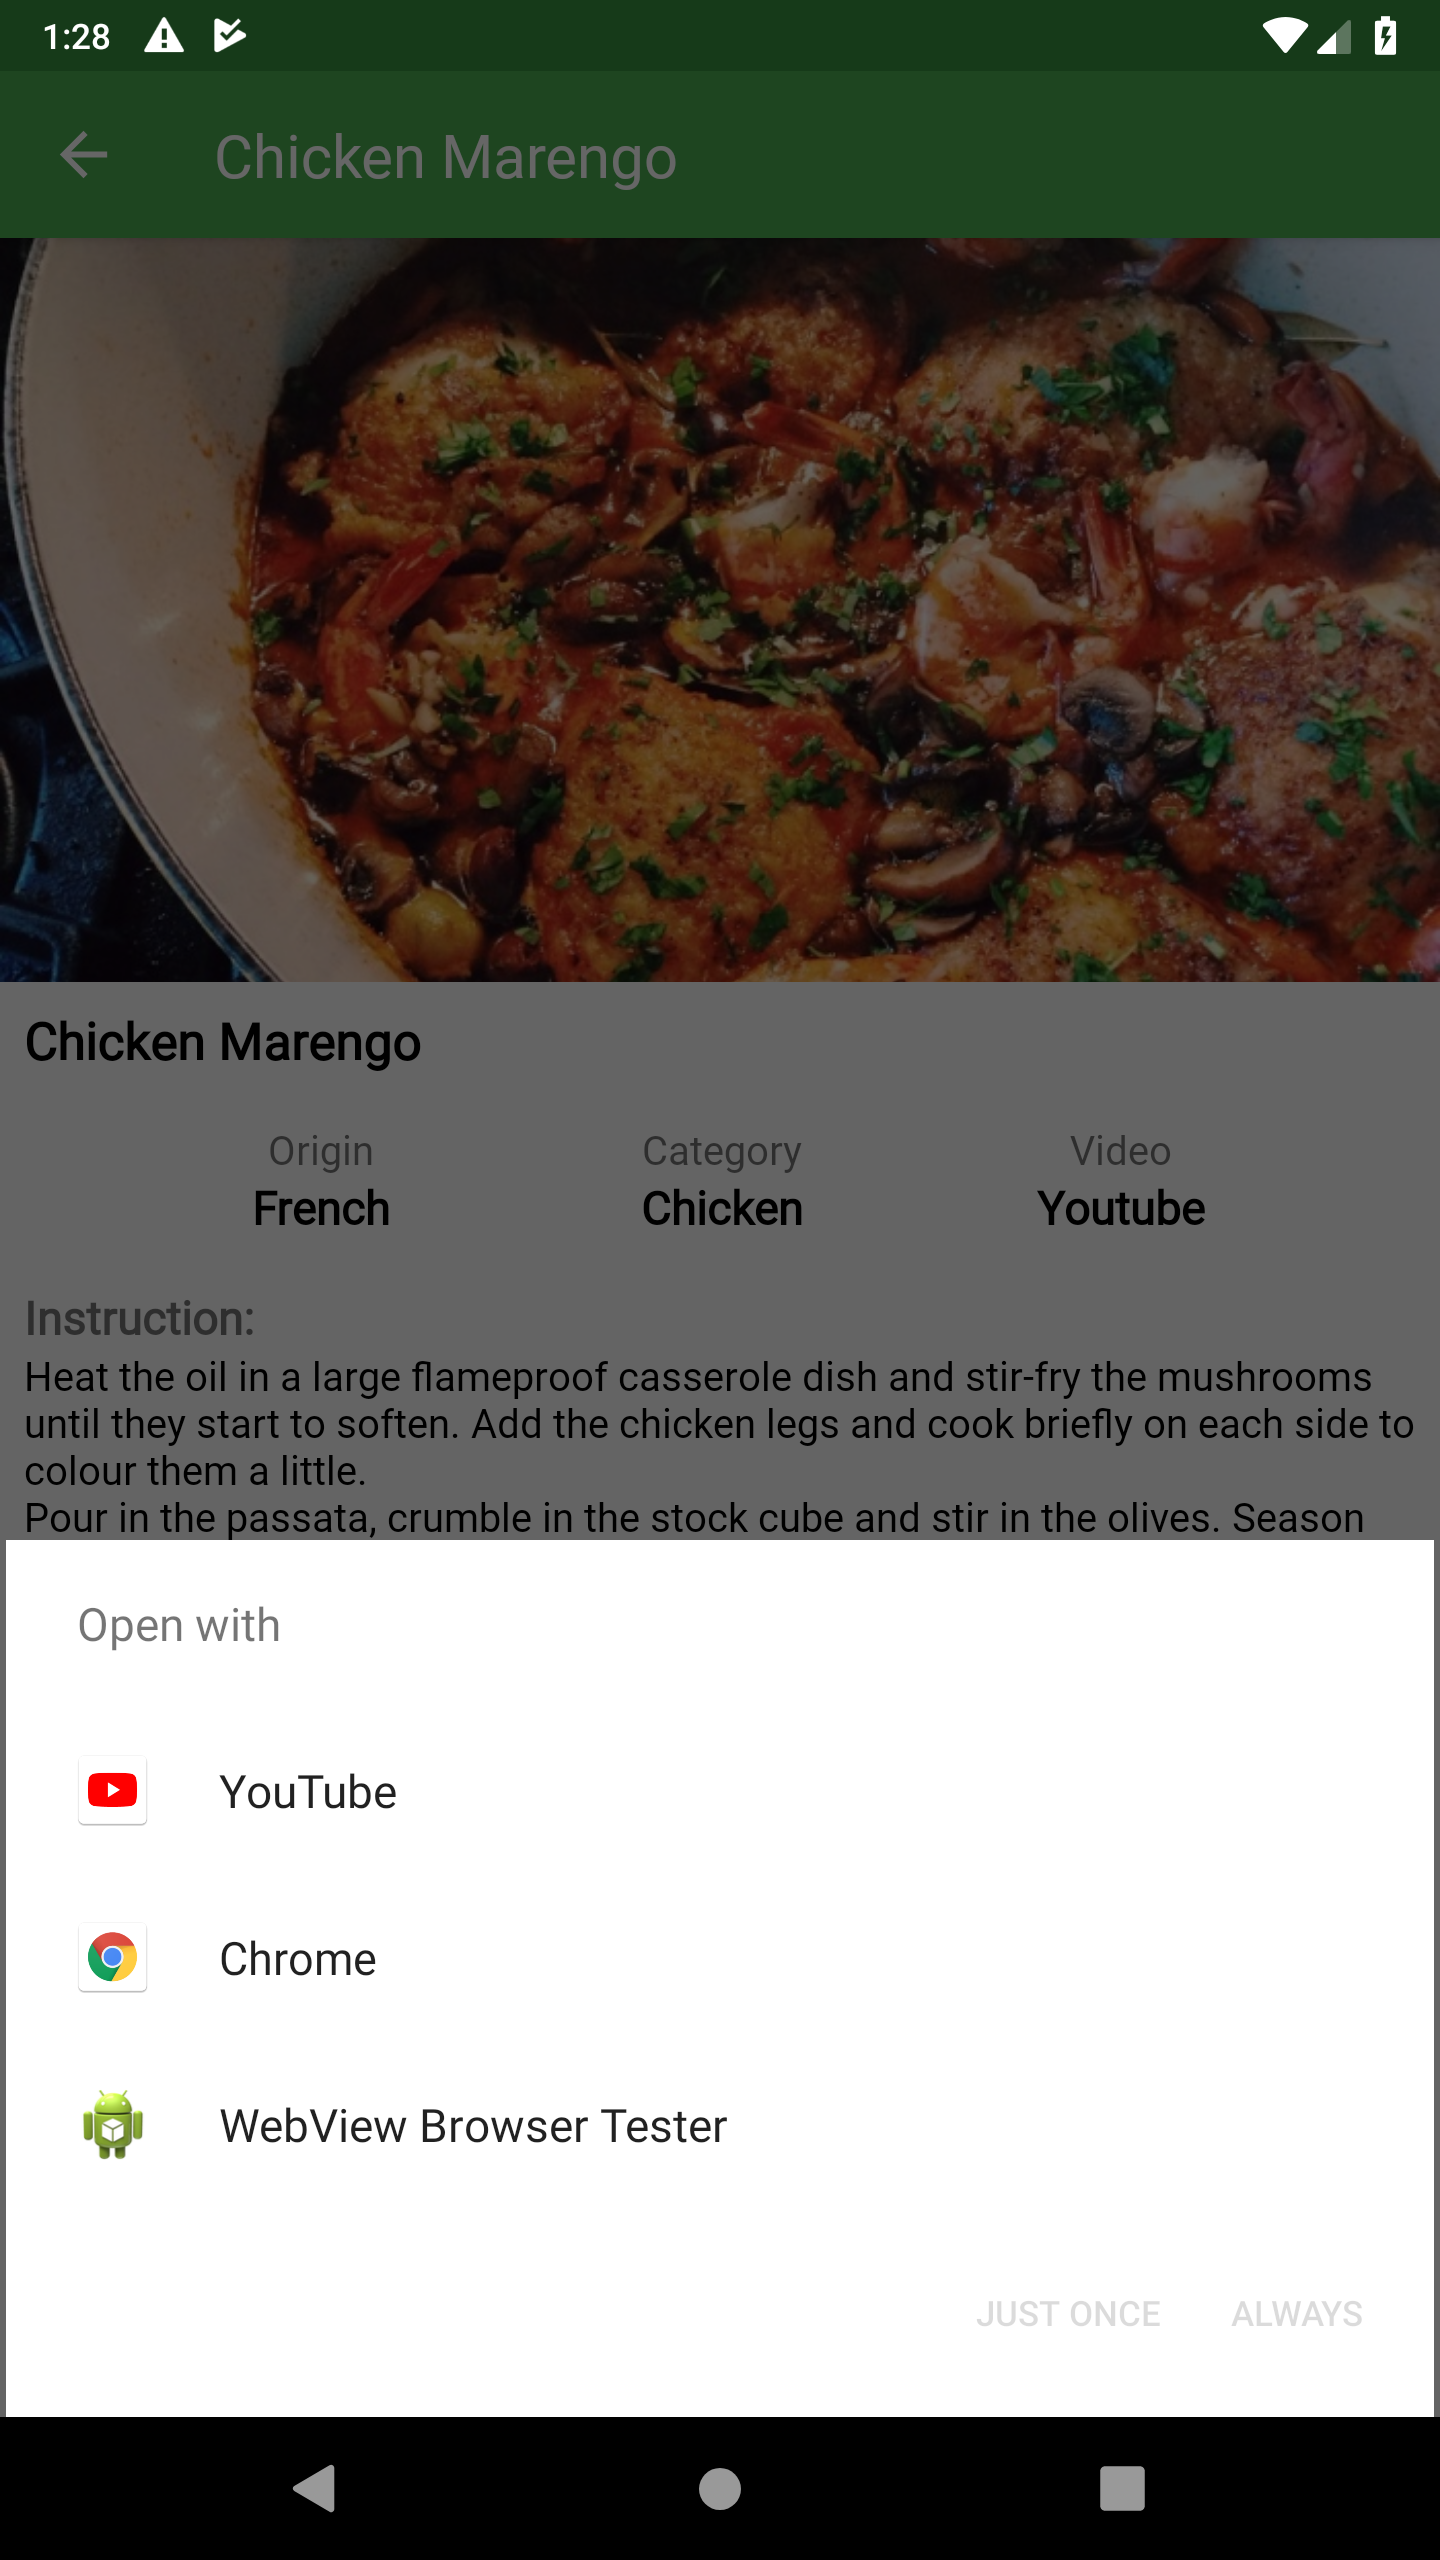 1:28
Chicken Marengo
Chicken Marengo
Origin
Category
Video
French
Chicken
Youtube
Instruction:
Heat the oil in a large flameproof casserole dish and stir-fry the mushrooms
until they start to soften. Add the chicken legs and cook briefly on each side to
colour them a little.
Pour in the passata, crumble in the stock cube and stir in the olives. Season
Open with
YouTube
Chrome
WebView Browser Tester
JUST ONCE
ALWAYS